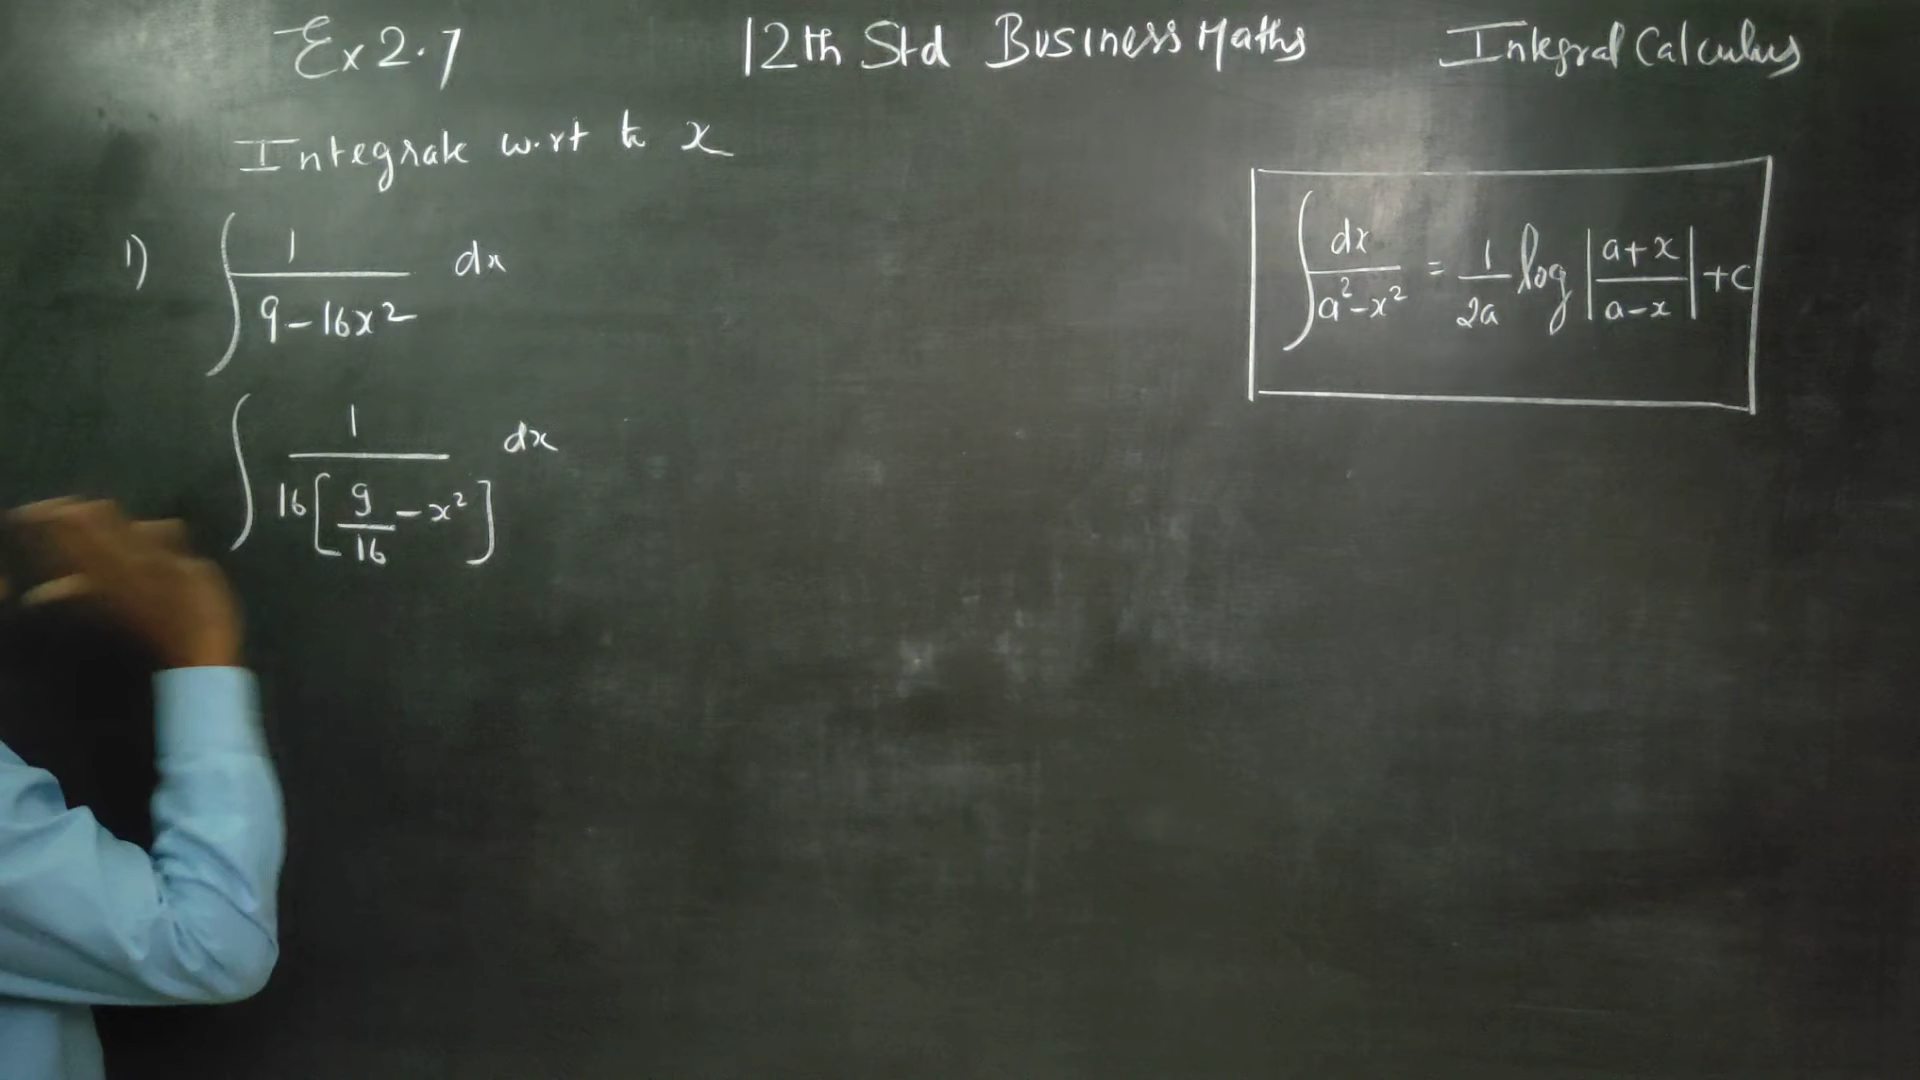 Ex 2.7 12th Std Business Maths Integral Calculus
Integrate w.rt to x
1) ∫ 1/(9-16x²) dx
∫ dx/(a²-x²) = 1/2a log |a+x/a-x| + c
∫ 1/(16[9/16 - x²]) dx